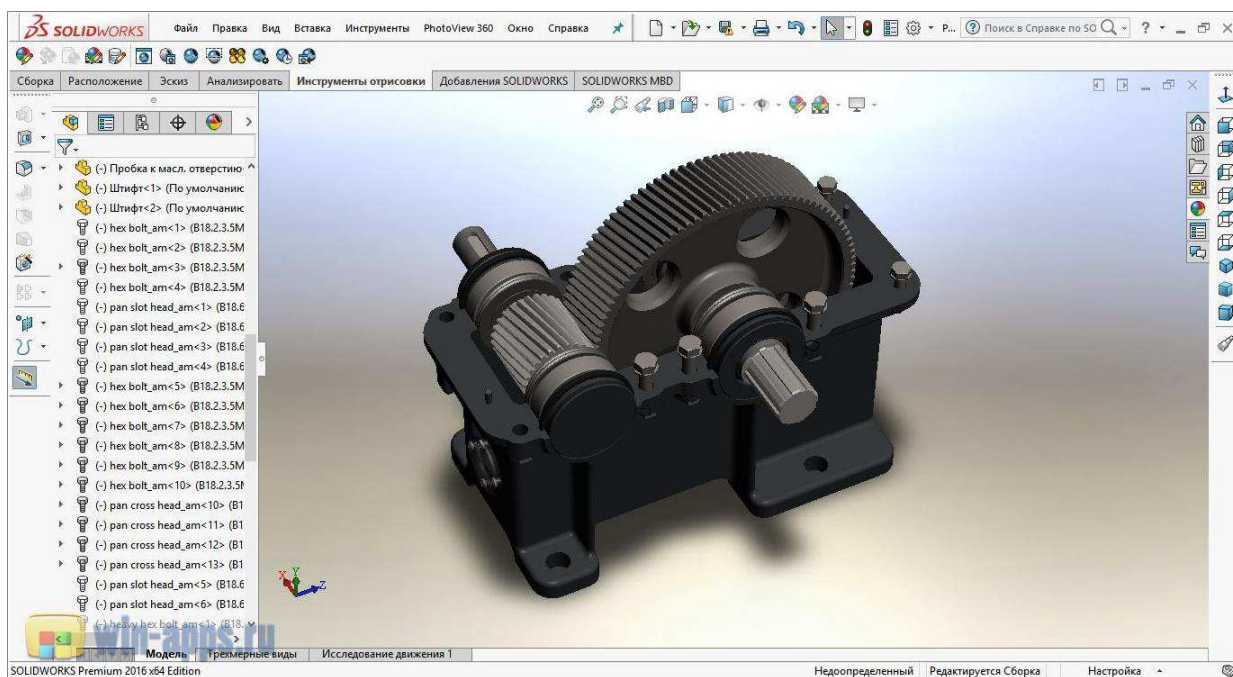 SOLIDWORKS Файл Правка Вид Вставка Инструменты PhotoView 360 Окно Справка Р... Поиск в Справке по SO
Сборка Расположение Эскиз Анализировать Инструменты отрисовки Добавления SOLIDWORKS SOLIDWORKS MBD
(-) Пробка к масл. отверстию
(-) Штифт<1> (По умолчанию
(-) Штифт<2> (По умолчанию
(-) hex bolt_am<1> (B18.2.3.5M
(-) hex bolt_am<2> (B18.2.3.5M
(-) hex bolt_am<3> (B18.2.3.5M
(-) hex bolt_am<4> (B18.2.3.5M
(-) pan slot head_am<1> (B18.6
(-) pan slot head_am<2> (B18.6
(-) pan slot head_am<3> (B18.6
(-) pan slot head_am<4> (B18.6
(-) hex bolt_am<5> (B18.2.3.5M
(-) hex bolt_am<6> (B18.2.3.5M
(-) hex bolt_am<7> (B18.2.3.5M
(-) hex bolt_am<8> (B18.2.3.5M
(-) hex bolt_am<9> (B18.2.3.5M
(-) hex bolt_am<10> (B18.2.3.5M
(-) pan cross head_am<10> (B1
(-) pan cross head_am<11> (B1
(-) pan cross head_am<12> (B1
(-) pan cross head_am<13> (B1
(-) pan slot head_am<5> (B18.6
(-) pan slot head_am<6> (B18.6
(-) heavy hex bolt_am<1> (B18.
win-apps.ru
X Y Z
Модель Трехмерные виды Исследование движения 1
SOLIDWORKS Premium 2016 x64 Edition Недоопределенный Редактируется Сборка Настройка